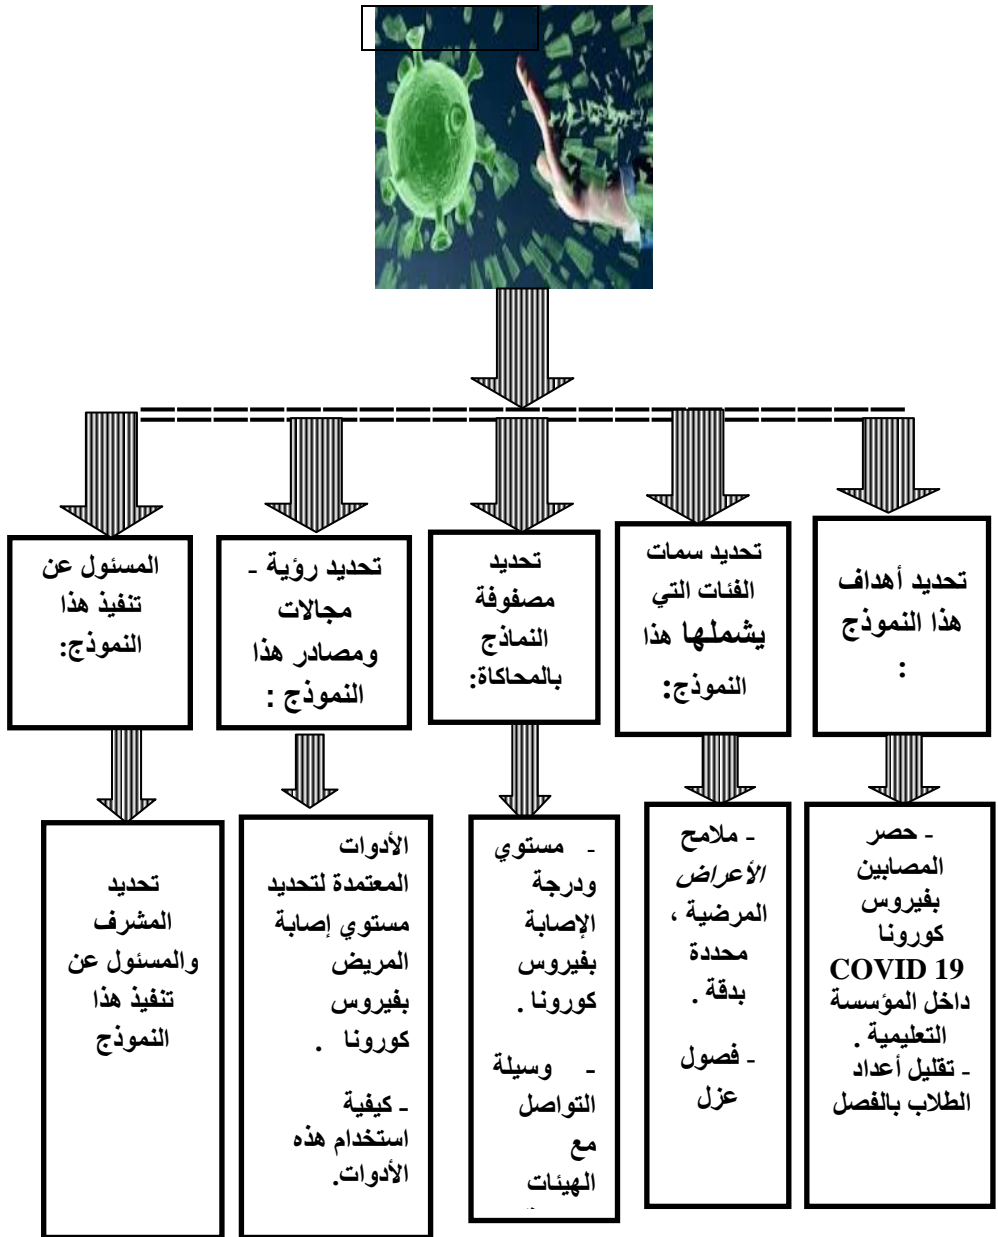 تحديد أهداف
هذا النموذج
:
تحديد سمات
الفئات التي
يشملها هذا
النموذج:
تحديد
مصفوفة
النماذج
بالمحاكاة:
تحديد رؤية -
مجالات
ومصادر هذا
النموذج :
المسئول عن
تنفيذ هذا
النموذج:
- حصر
المصابين
بفيروس
كورونا
COVID 19
داخل المؤسسة
التعليمية .
- تقليل أعداد
الطلاب بالفصل
- ملامح
الأعراض
المرضية ،
محددة
بدقة .
- فصول
عزل
- مستوي
ودرجة
الإصابة
بفيروس
كورونا .
- وسيلة
التواصل
مع
الهيئات
الأدوات
المعتمدة لتحديد
مستوي إصابة
المريض
بفيروس
كورونا .
- كيفية
استخدام هذه
الأدوات.
تحديد
المشرف
والمسئول عن
تنفيذ هذا
النموذج